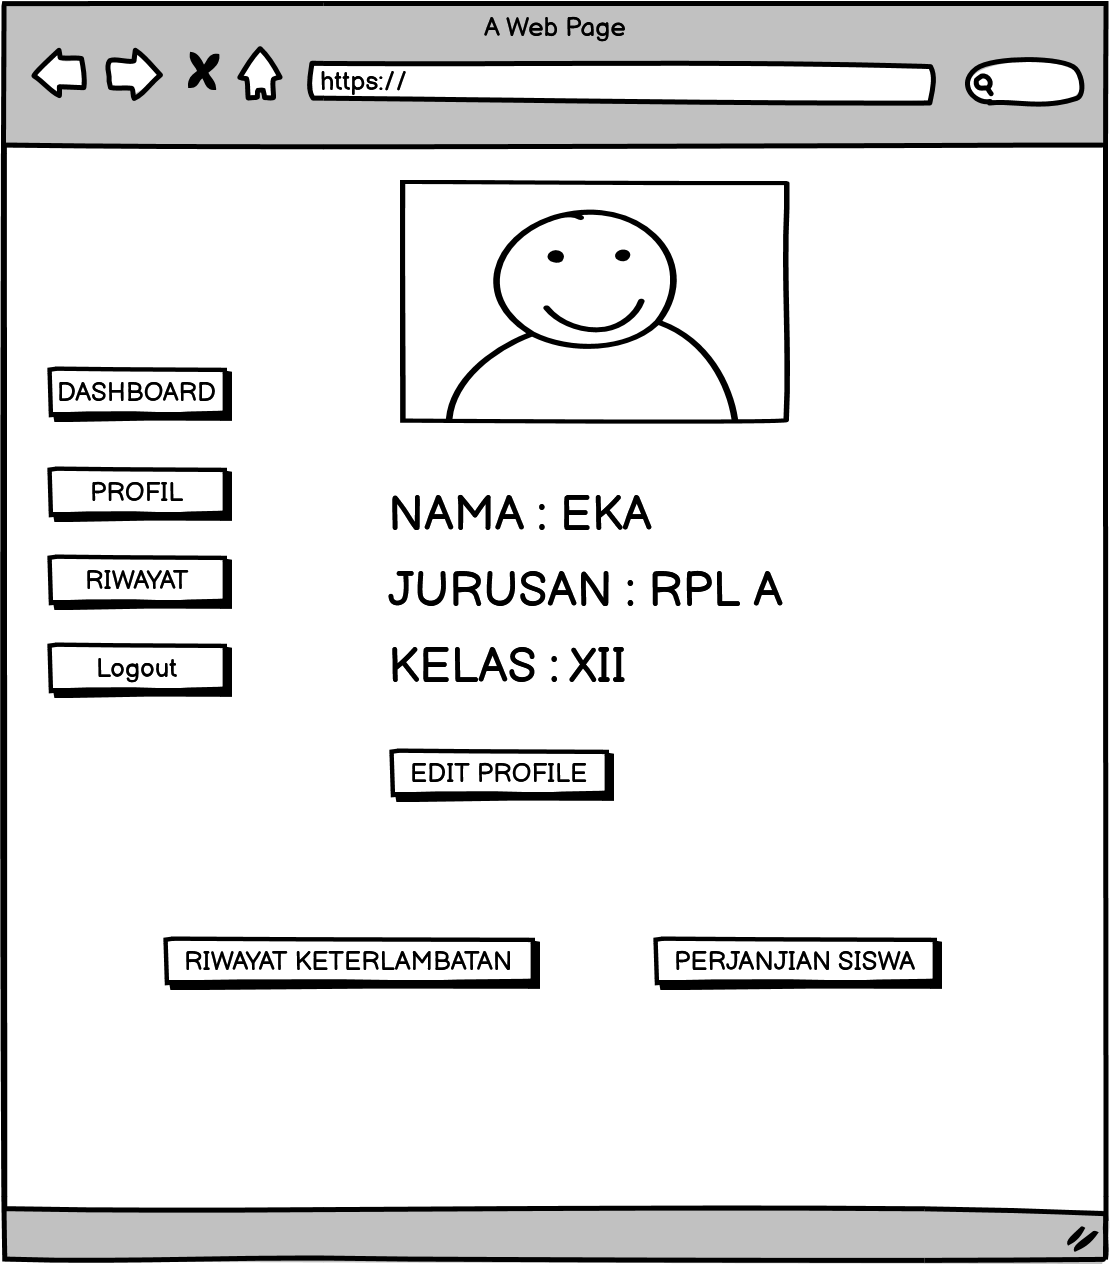 A Web Page
https://
DASHBOARD
PROFIL
RIWAYAT
Logout
NAMA : EKA
JURUSAN : RPL A
KELAS : XII
EDIT PROFILE
RIWAYAT KETERLAMBATAN
PERJANJIAN SISWA